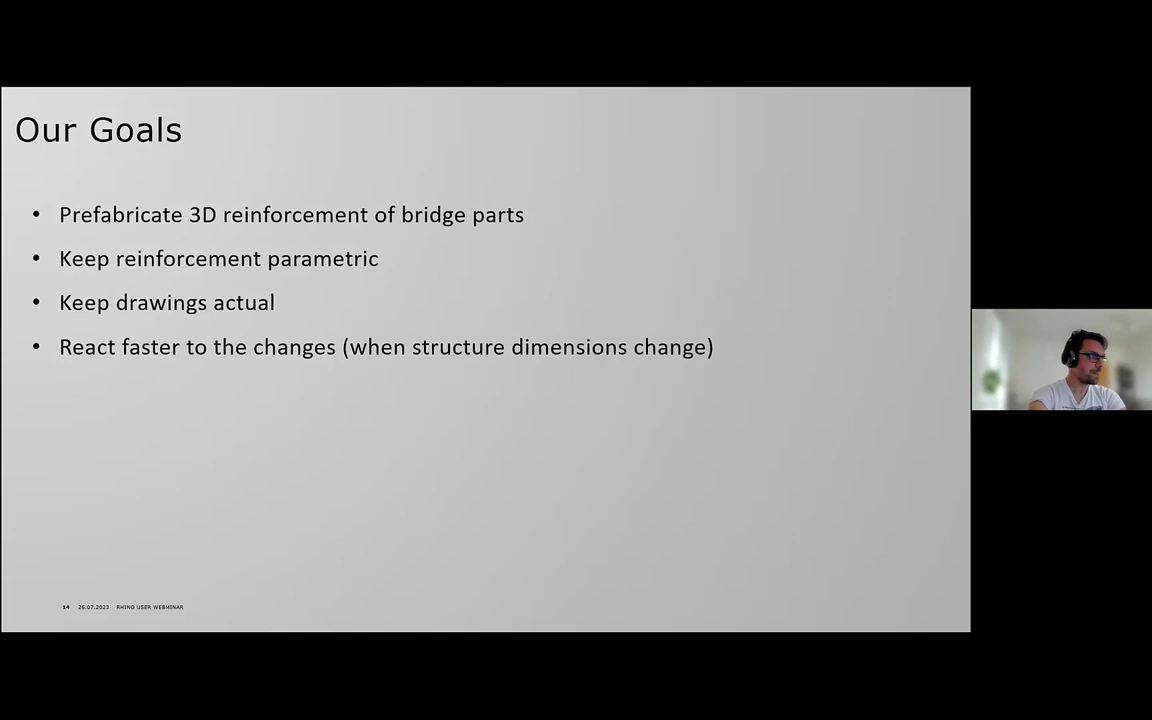 Our Goals
• Prefabricate 3D reinforcement of bridge parts
• Keep reinforcement parametric
• Keep drawings actual
• React faster to the changes (when structure dimensions change)
14 26.07.2023 RHINO USER WEBMINAR